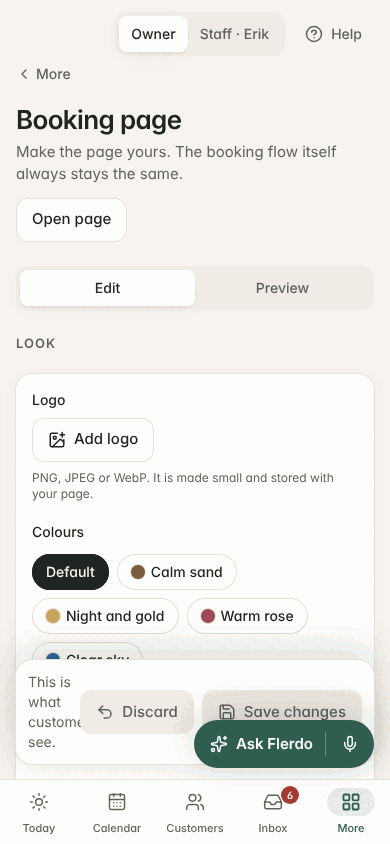 Owner
Staff · Erik
Help
More
Booking page
Make the page yours. The booking flow itself
always stays the same.
Open page
Edit
Preview
LOOK
Logo
Add logo
PNG, JPEG or WebP. It is made small and stored with
your page.
Colours
Default
Calm sand
Night and gold
Warm rose
Clear sky
This is
what
custome
see.
Discard
Save changes
Ask Flerdo
6
Today
Calendar
Customers
Inbox
More